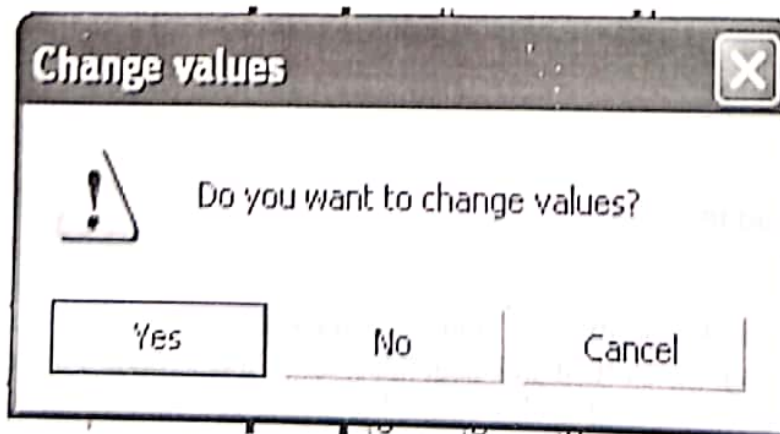 Change values
Do you want to change values?
Yes
No
Cancel